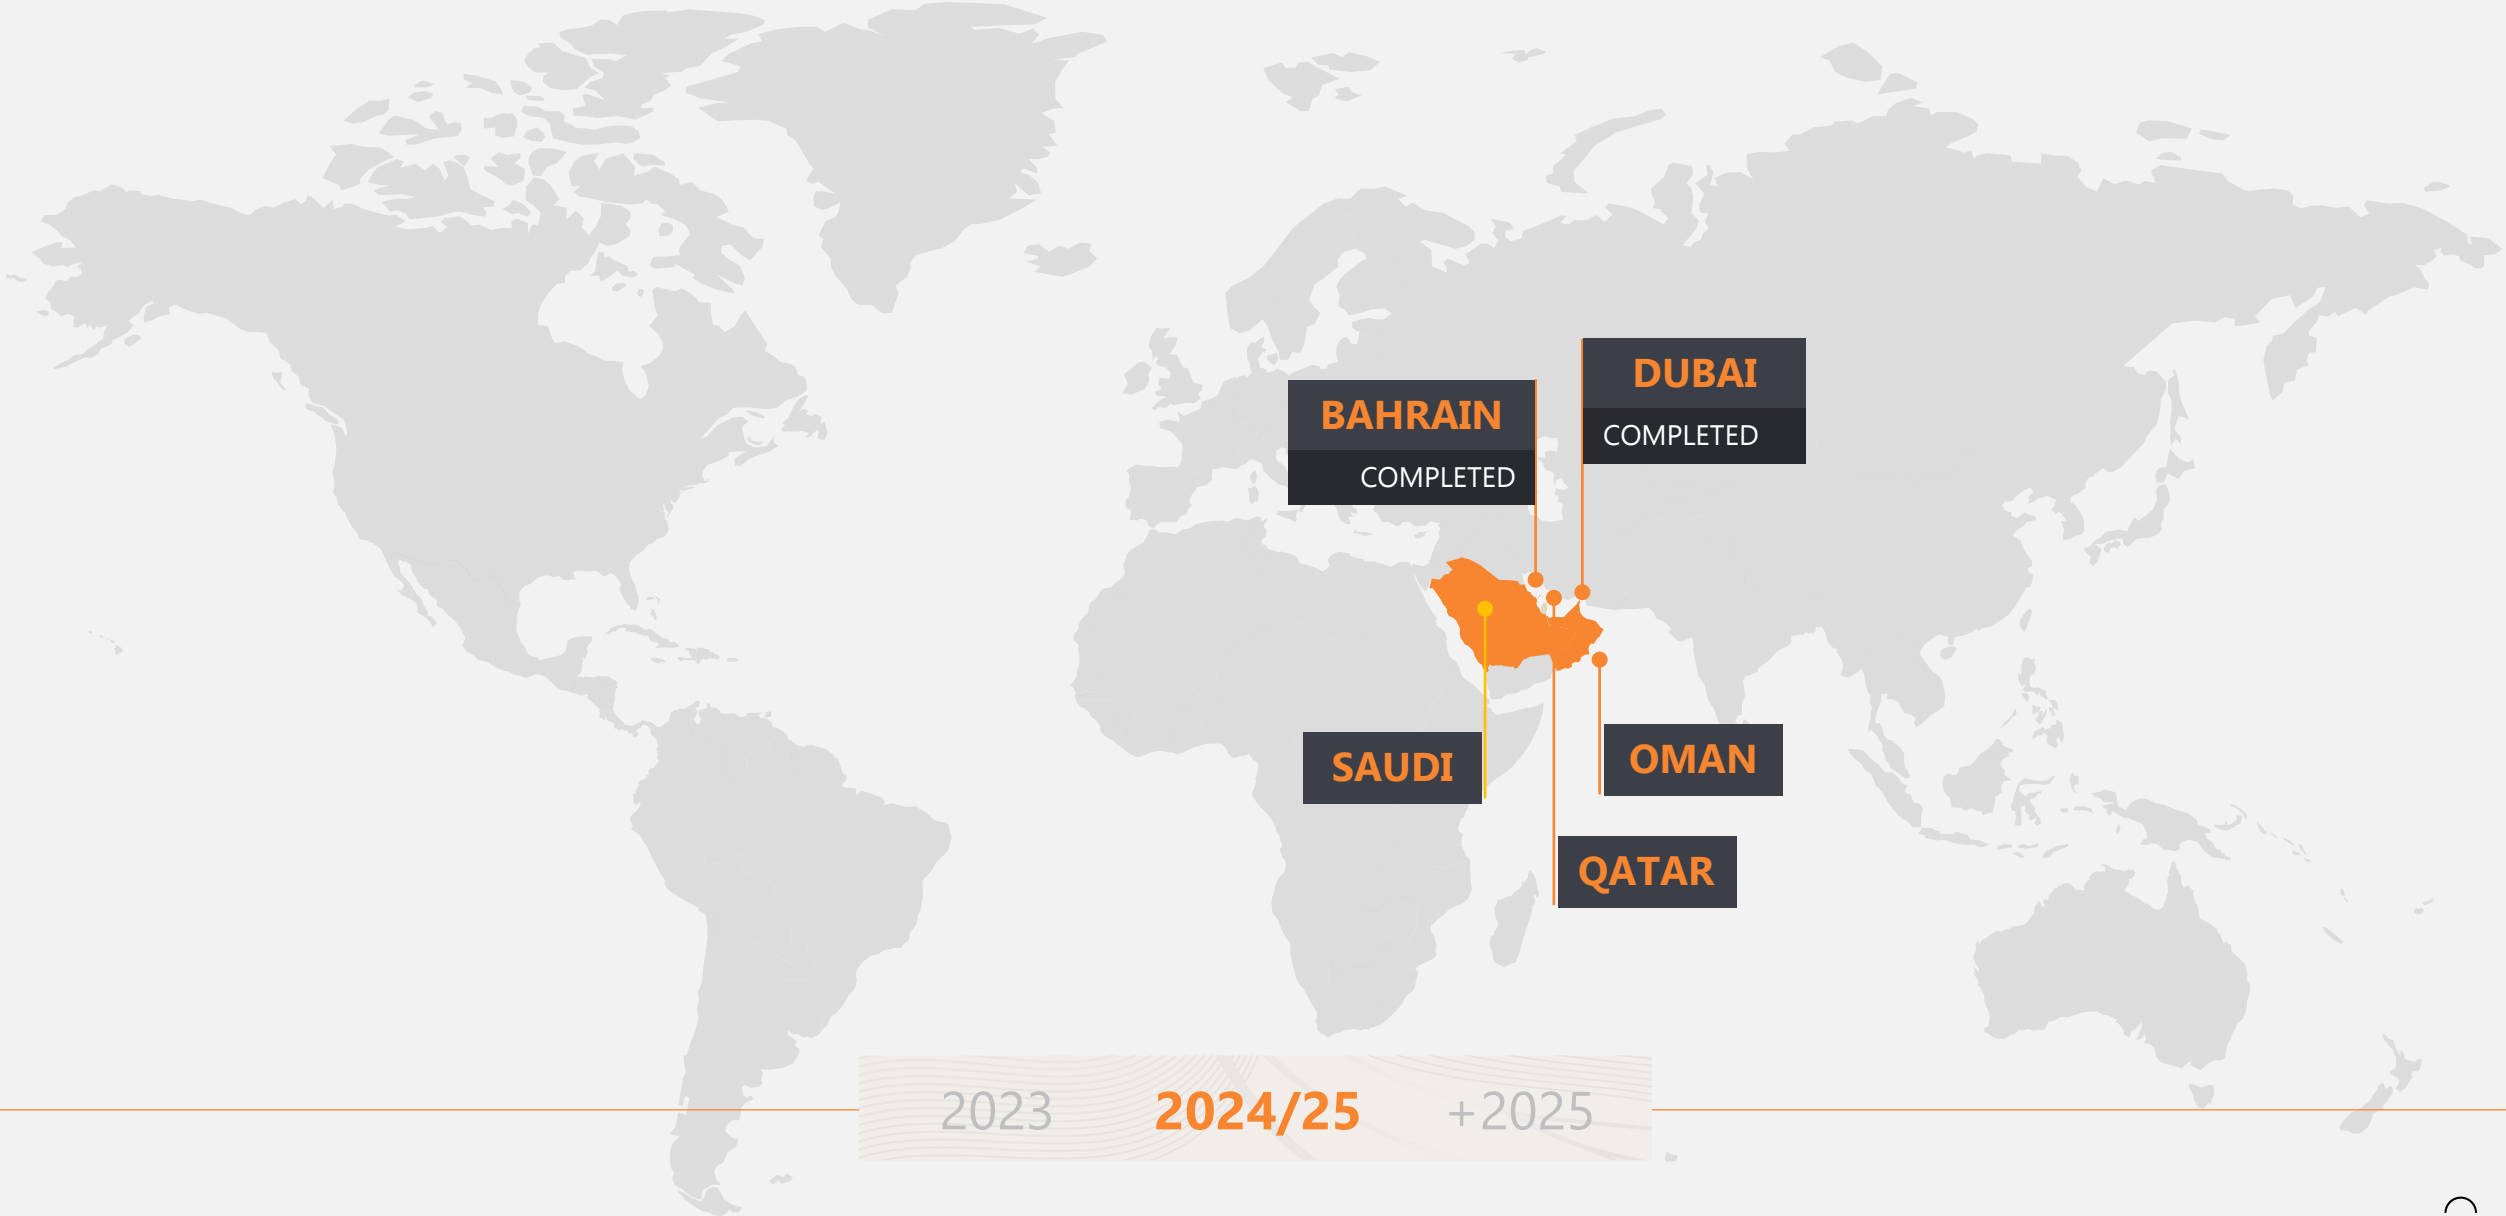 DUBAI
COMPLETED
BAHRAIN
COMPLETED
SAUDI
OMAN
QATAR
2023
2024/25
+2025